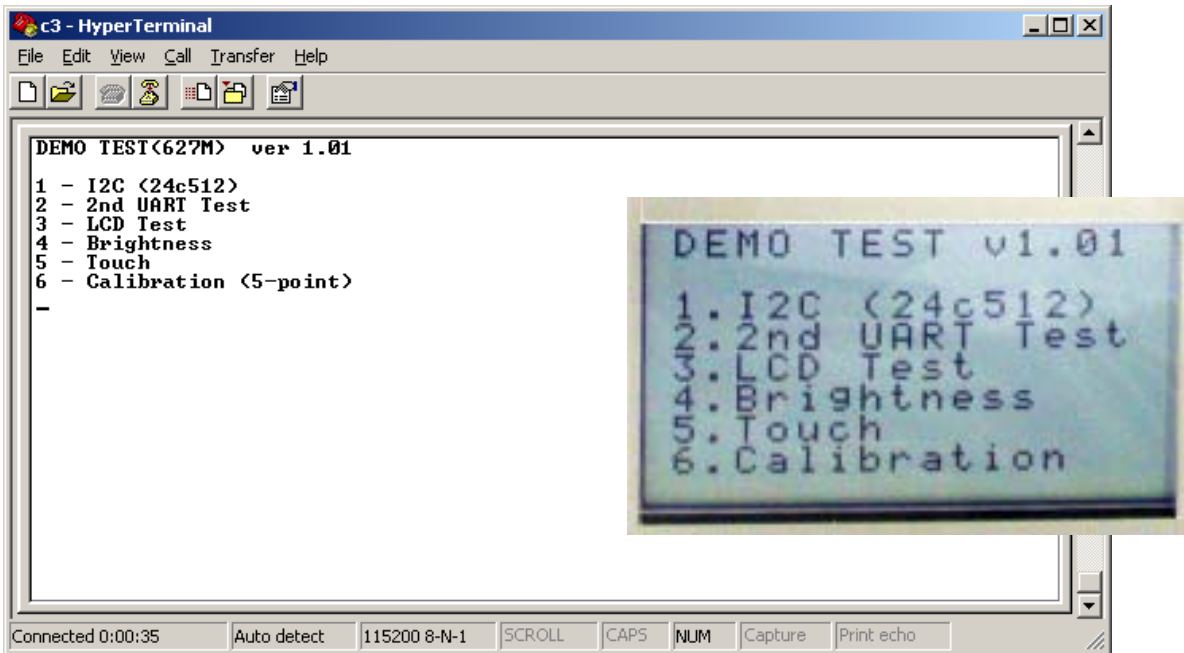 c3 - HyperTerminal
File Edit View Call Transfer Help
DEMO TEST(627M) ver 1.01
1 - I2C (24c512)
2 - 2nd UART Test
3 - LCD Test
4 - Brightness
5 - Touch
6 - Calibration (5-point)
DEMO TEST v1.01
1.I2C (24c512)
2.2nd UART Test
3.LCD Test
4.Brightness
5.Touch
6.Calibration
Connected 0:00:35 Auto detect 115200 8-N-1 SCROLL CAPS NUM Capture Print echo